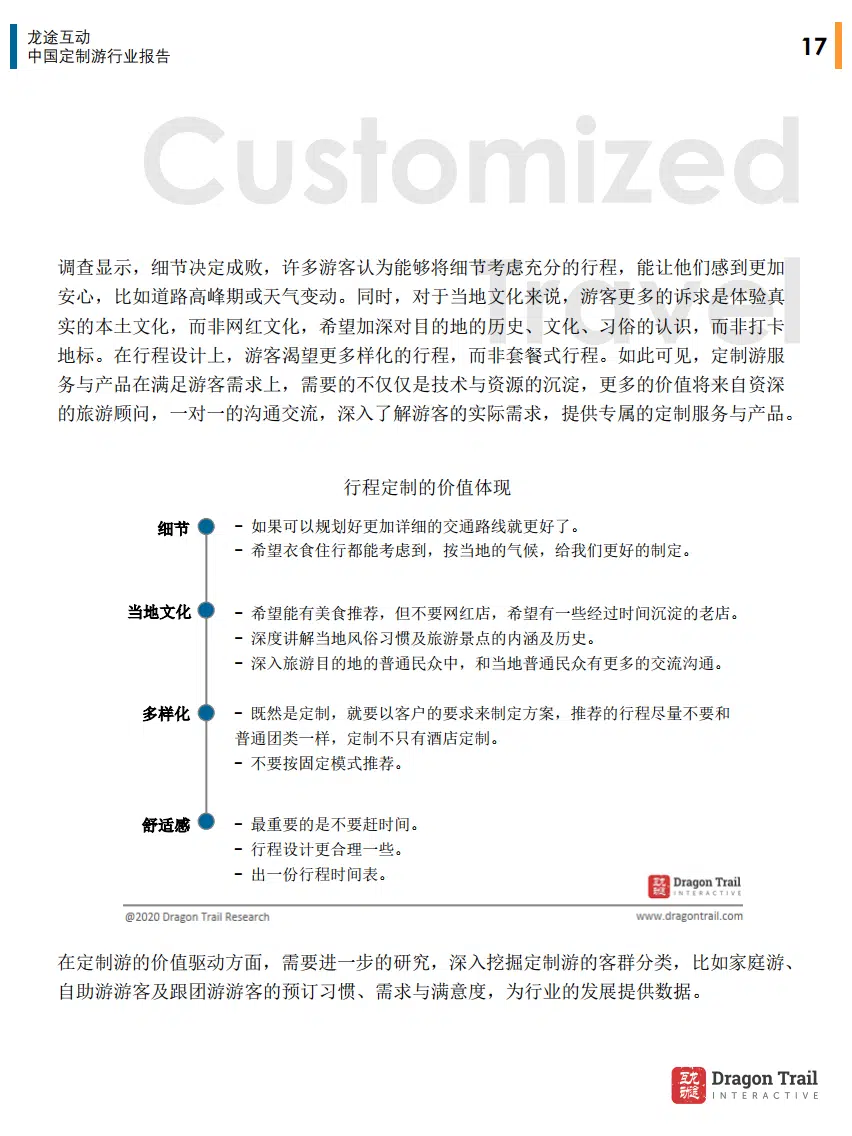 龙途互动
中国定制游行业报告
17
Customized
Travel
调查显示，细节决定成败，许多游客认为能够将细节考虑充分的行程，能让他们感到更加
安心，比如道路高峰期或天气变动。同时，对于当地文化来说，游客更多的诉求是体验真
实的本土文化，而非网红文化，希望加深对目的地的历史、文化、习俗的认识，而非打卡
地标。在行程设计上，游客渴望更多样化的行程，而非套餐式行程。如此可见，定制游服
务与产品在满足游客需求上，需要的不仅仅是技术与资源的沉淀，更多的价值将来自资深
的旅游顾问，一对一的沟通交流，深入了解游客的实际需求，提供专属的定制服务与产品。
行程定制的价值体现
细节
- 如果可以规划好更加详细的交通路线就更好了。
- 希望衣食住行都能考虑到，按当地的气候，给我们更好的制定。
当地文化
- 希望能有美食推荐，但不要网红店，希望有一些经过时间沉淀的老店。
- 深度讲解当地风俗习惯及旅游景点的内涵及历史。
- 深入旅游目的地的普通民众中，和当地普通民众有更多的交流沟通。
多样化
- 既然是定制，就要以客户的要求来制定方案，推荐的行程尽量不要和
普通团类一样，定制不只有酒店定制。
- 不要按固定模式推荐。
舒适感
- 最重要的是不要赶时间。
- 行程设计更合理一些。
- 出一份行程时间表。
Dragon Trail
INTERACTIVE
@2020 Dragon Trail Research
www.dragontrail.com
在定制游的价值驱动方面，需要进一步的研究，深入挖掘定制游的客群分类，比如家庭游、
自助游游客及跟团游游客的预订习惯、需求与满意度，为行业的发展提供数据。
龙途互动
Dragon Trail
INTERACTIVE